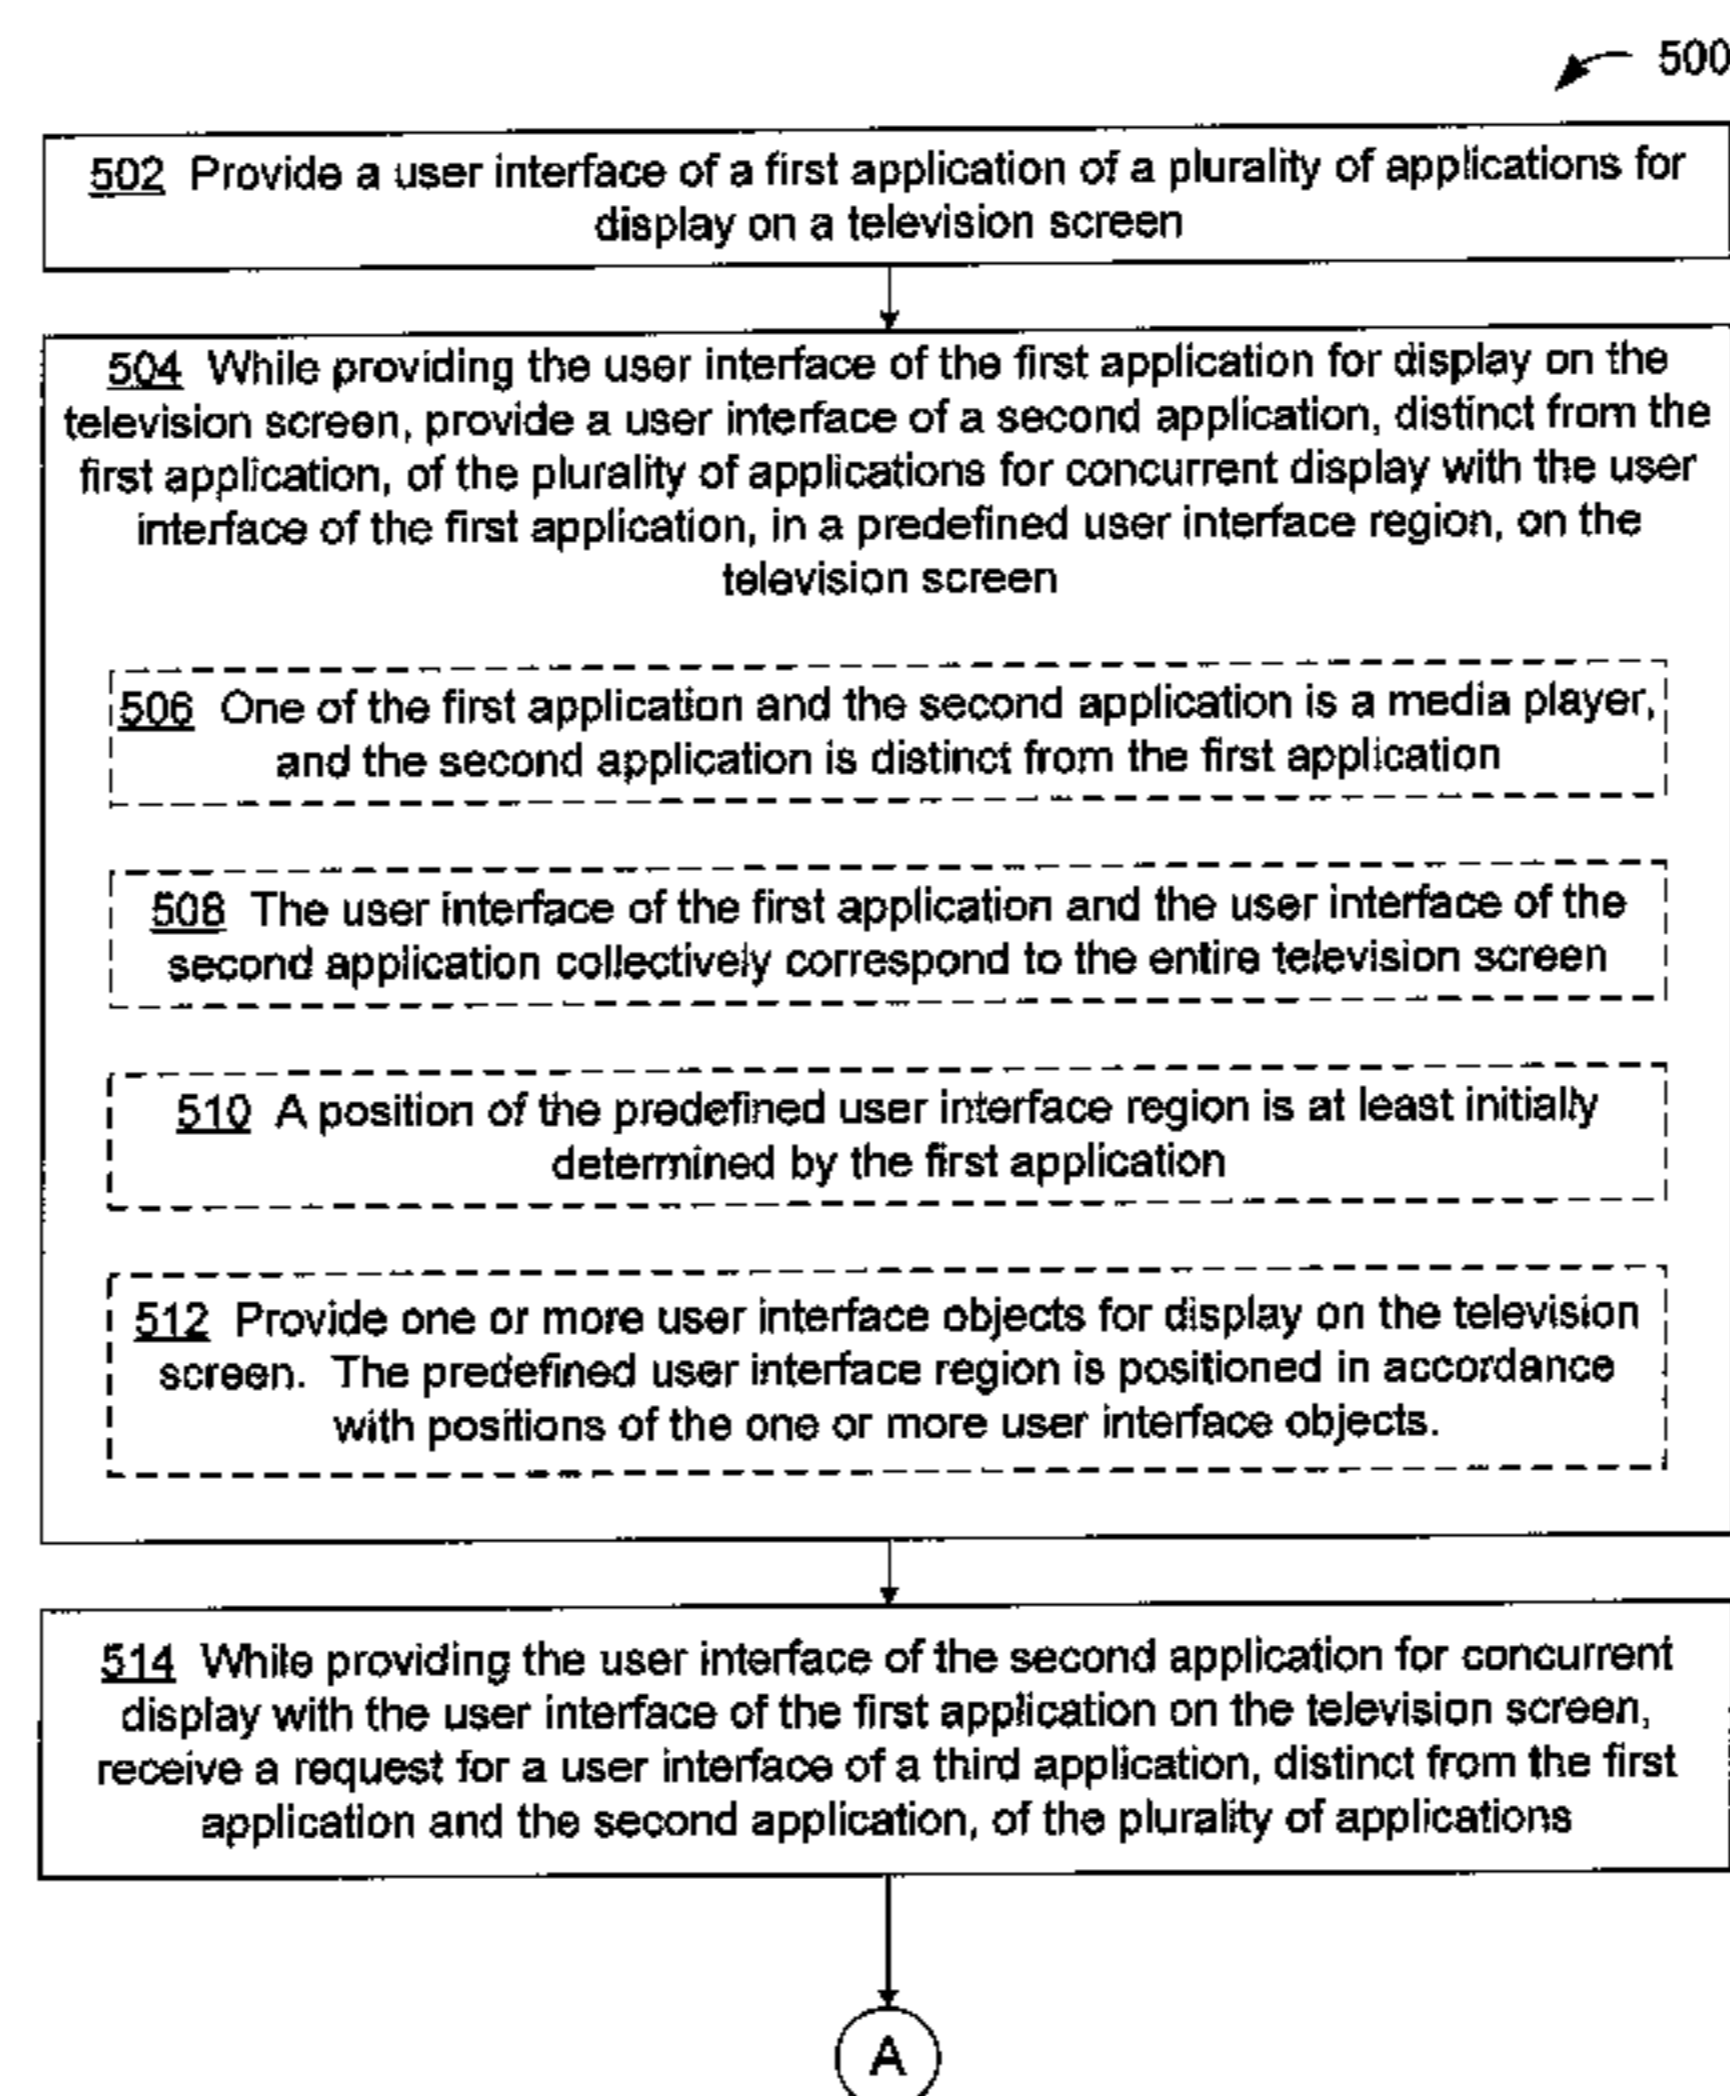 500
502 Provide a user interface of a first application of a plurality of applications for
display on a television screen
504 While providing the user interface of the first application for display on the
television screen, provide a user interface of a second application, distinct from the
first application, of the plurality of applications for concurrent display with the user
interface of the first application, in a predefined user interface region, on the
television screen
506 One of the first application and the second application is a media player,
and the second application is distinct from the first application
508 The user interface of the first application and the user interface of the
second application collectively correspond to the entire television screen
510 A position of the predefined user interface region is at least initially
determined by the first application
512 Provide one or more user interface objects for display on the television
screen. The predefined user interface region is positioned in accordance
with positions of the one or more user interface objects.
514 While providing the user interface of the second application for concurrent
display with the user interface of the first application on the television screen,
receive a request for a user interface of a third application, distinct from the first
application and the second application, of the plurality of applications
A